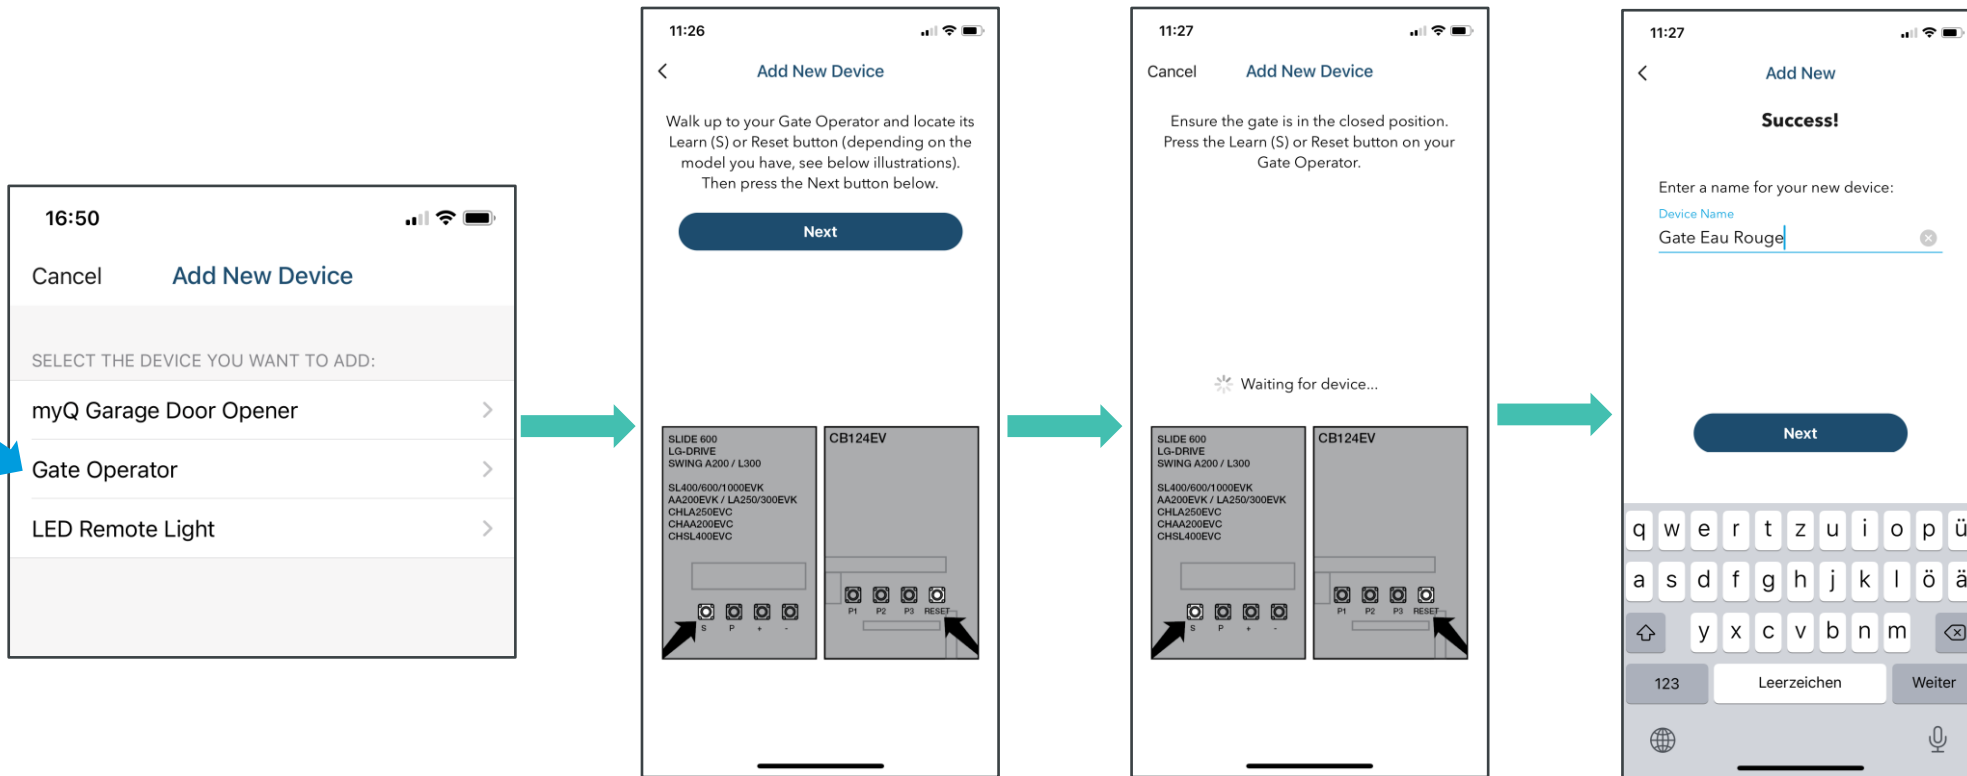 16:50
Cancel Add New Device
SELECT THE DEVICE YOU WANT TO ADD:
myQ Garage Door Opener
Gate Operator
LED Remote Light
11:26
Add New Device
Walk up to your Gate Operator and locate its
Learn (S) or Reset button (depending on the
model you have, see below illustrations).
Then press the Next button below.
Next
SLIDE 600
LG-DRIVE
SWING A200 / L300
SL400/600/1000EVK
AA200EVK / LA250/300EVK
CHLA250EVC
CHAA200EVC
CHSL400EVC
S P + -
CB124EV
P1 P2 P3 RESET
11:27
Cancel Add New Device
Ensure the gate is in the closed position.
Press the Learn (S) or Reset button on your
Gate Operator.
Waiting for device...
SLIDE 600
LG-DRIVE
SWING A200 / L300
SL400/600/1000EVK
AA200EVK / LA250/300EVK
CHLA250EVC
CHAA200EVC
CHSL400EVC
S P + -
CB124EV
P1 P2 P3 RESET
11:27
Add New
Success!
Enter a name for your new device:
Device Name
Gate Eau Rouge
Next
q w e r t z u i o p ü
a s d f g h j k l ö ä
y x c v b n m
123 Leerzeichen Weiter